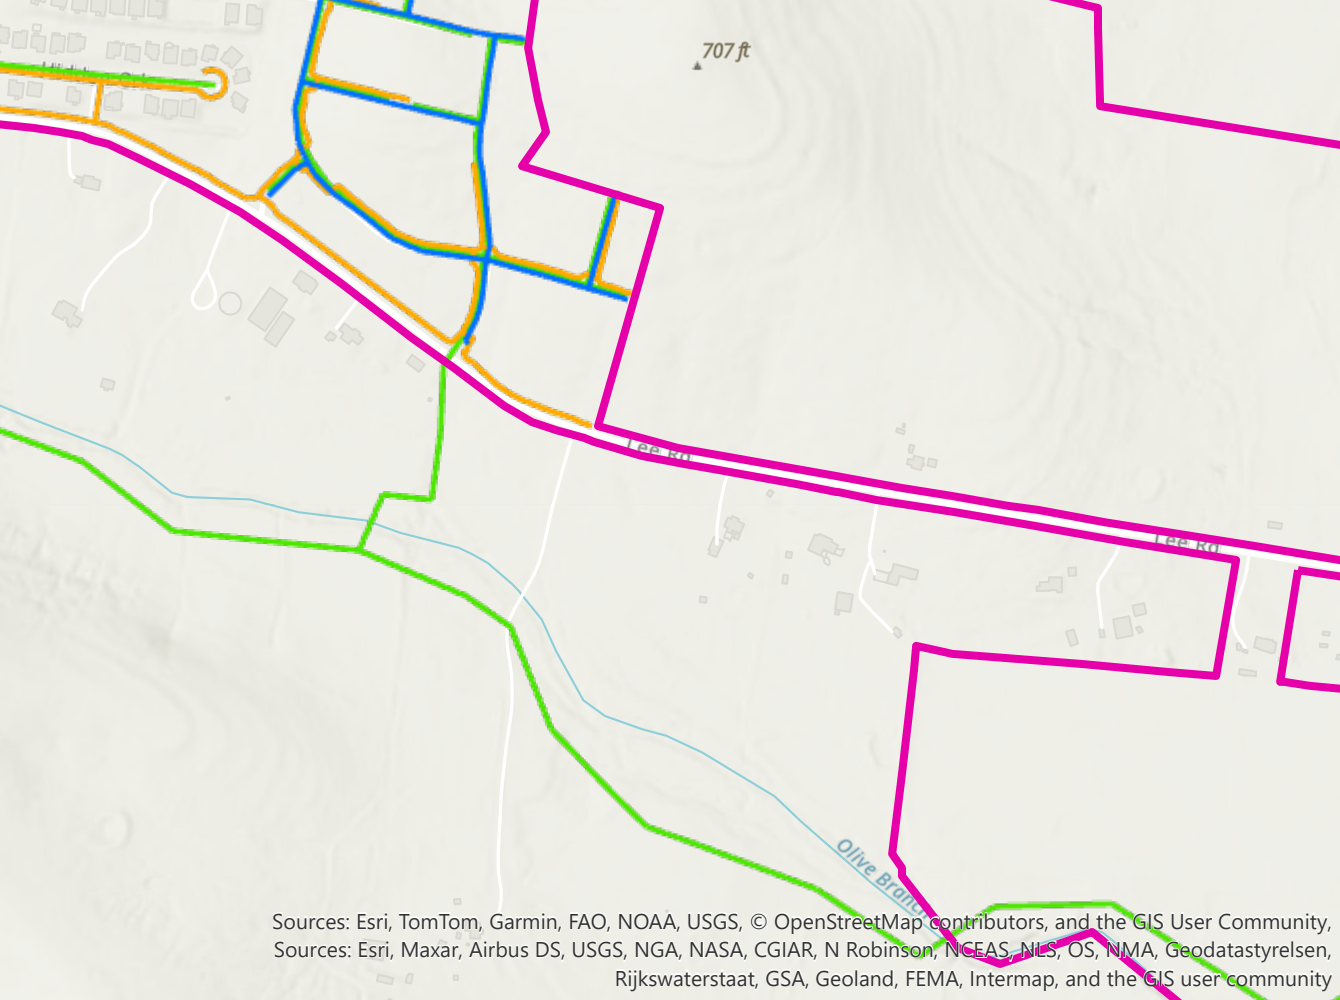 707 ft
Lee Rd
Lee Rd
Olive Branch
Sources: Esri, TomTom, Garmin, FAO, NOAA, USGS, © OpenStreetMap contributors, and the GIS User Community,
Sources: Esri, Maxar, Airbus DS, USGS, NGA, NASA, CGIAR, N Robinson, NCEAS, NLS, OS, NMA, Geodatastyrelsen,
Rijkswaterstaat, GSA, Geoland, FEMA, Intermap, and the GIS user community